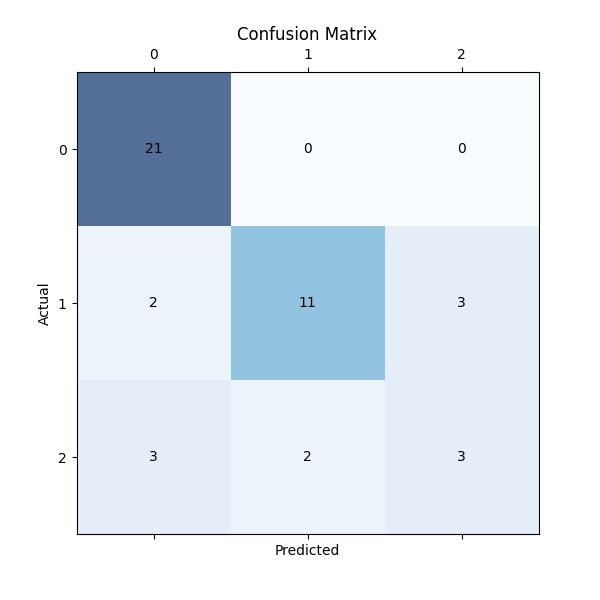 Confusion Matrix
0 1 2
0 21 0 0
Actual
1 2 11 3
2 3 2 3
Predicted